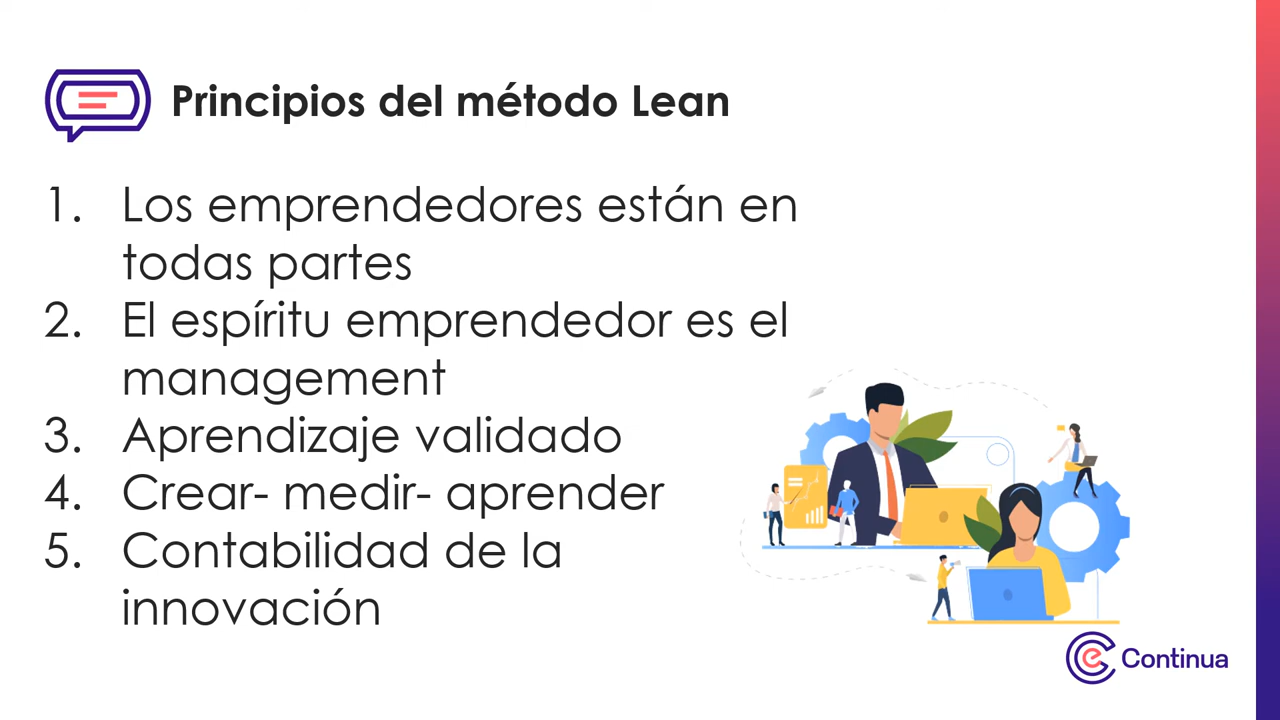 Principios del método Lean
1. Los emprendedores están en
todas partes
2. El espíritu emprendedor es el
management
3. Aprendizaje validado
4. Crear- medir- aprender
5. Contabilidad de la
innovación
Continua